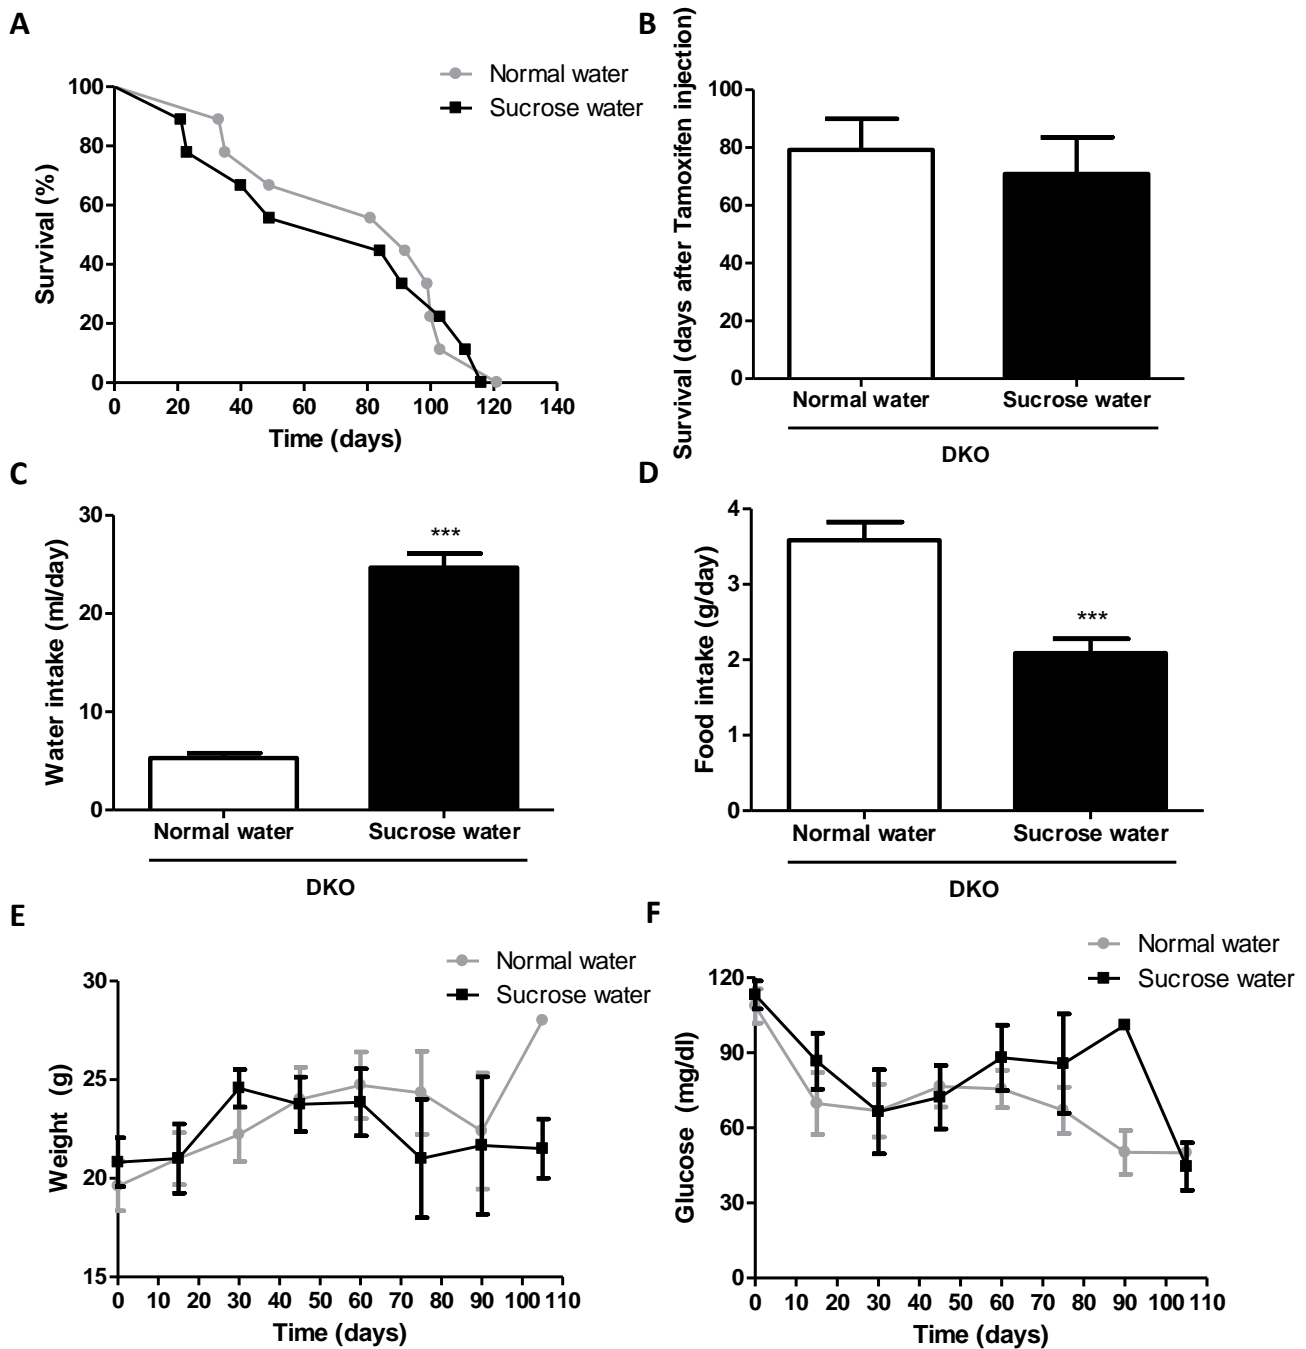 A
Normal water
Sucrose water
100
80
60
40
20
0
Survival (%)
0 20 40 60 80 100 120 140
Time (days)
B
Survival (days after Tamoxifen injection)
100
80
60
40
20
0
Normal water Sucrose water
DKO
C
Water intake (ml/day)
30
20
10
0
***
Normal water Sucrose water
DKO
D
Food intake (g/day)
4
3
2
1
0
***
Normal water Sucrose water
DKO
E
Normal water
Sucrose water
Weight (g)
30
25
20
15
0 10 20 30 40 50 60 70 80 90 100 110
Time (days)
F
Normal water
Sucrose water
Glucose (mg/dl)
120
90
60
30
0
0 10 20 30 40 50 60 70 80 90 100 110
Time (days)